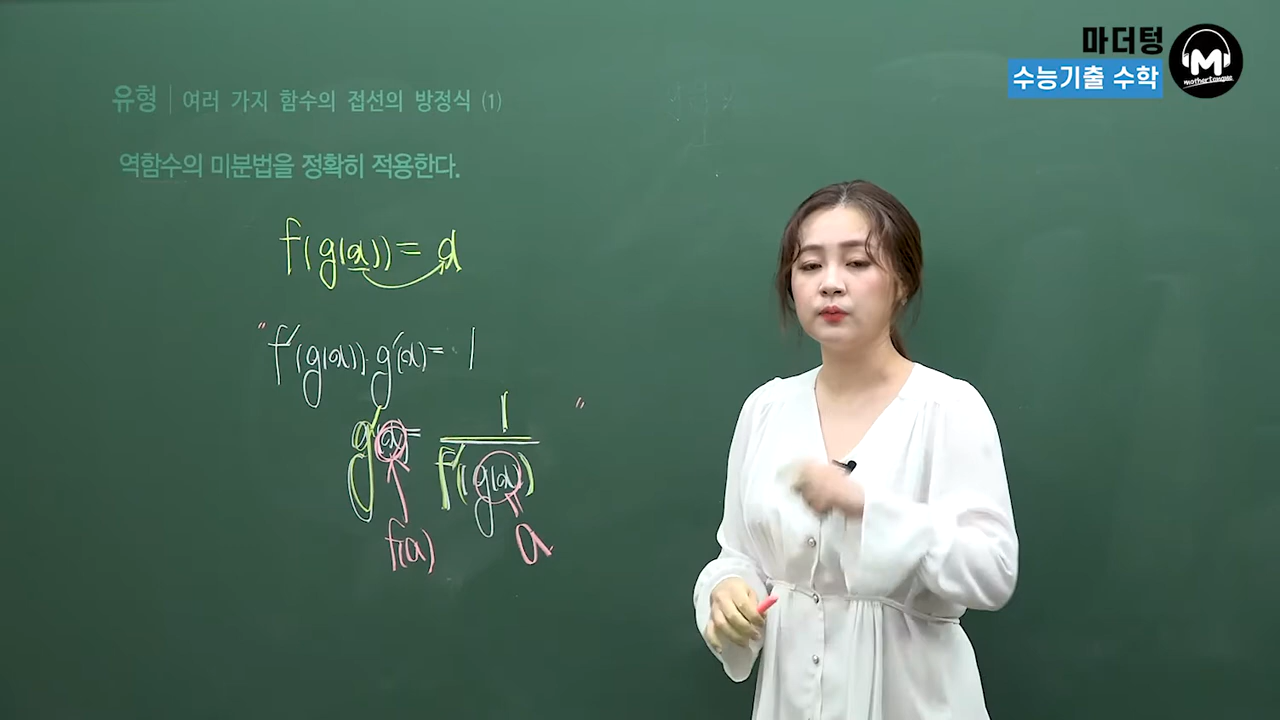 마더텅
수능기출 수학
M
mothertongue
유형 | 여러 가지 함수의 접선의 방정식 (1)
역함수의 미분법을 정확히 적용한다.
f(g(x)) = x
" f'(g(x)) · g'(x) = 1
g'(x) = 1 / f'(g(x)) "
f(a) a